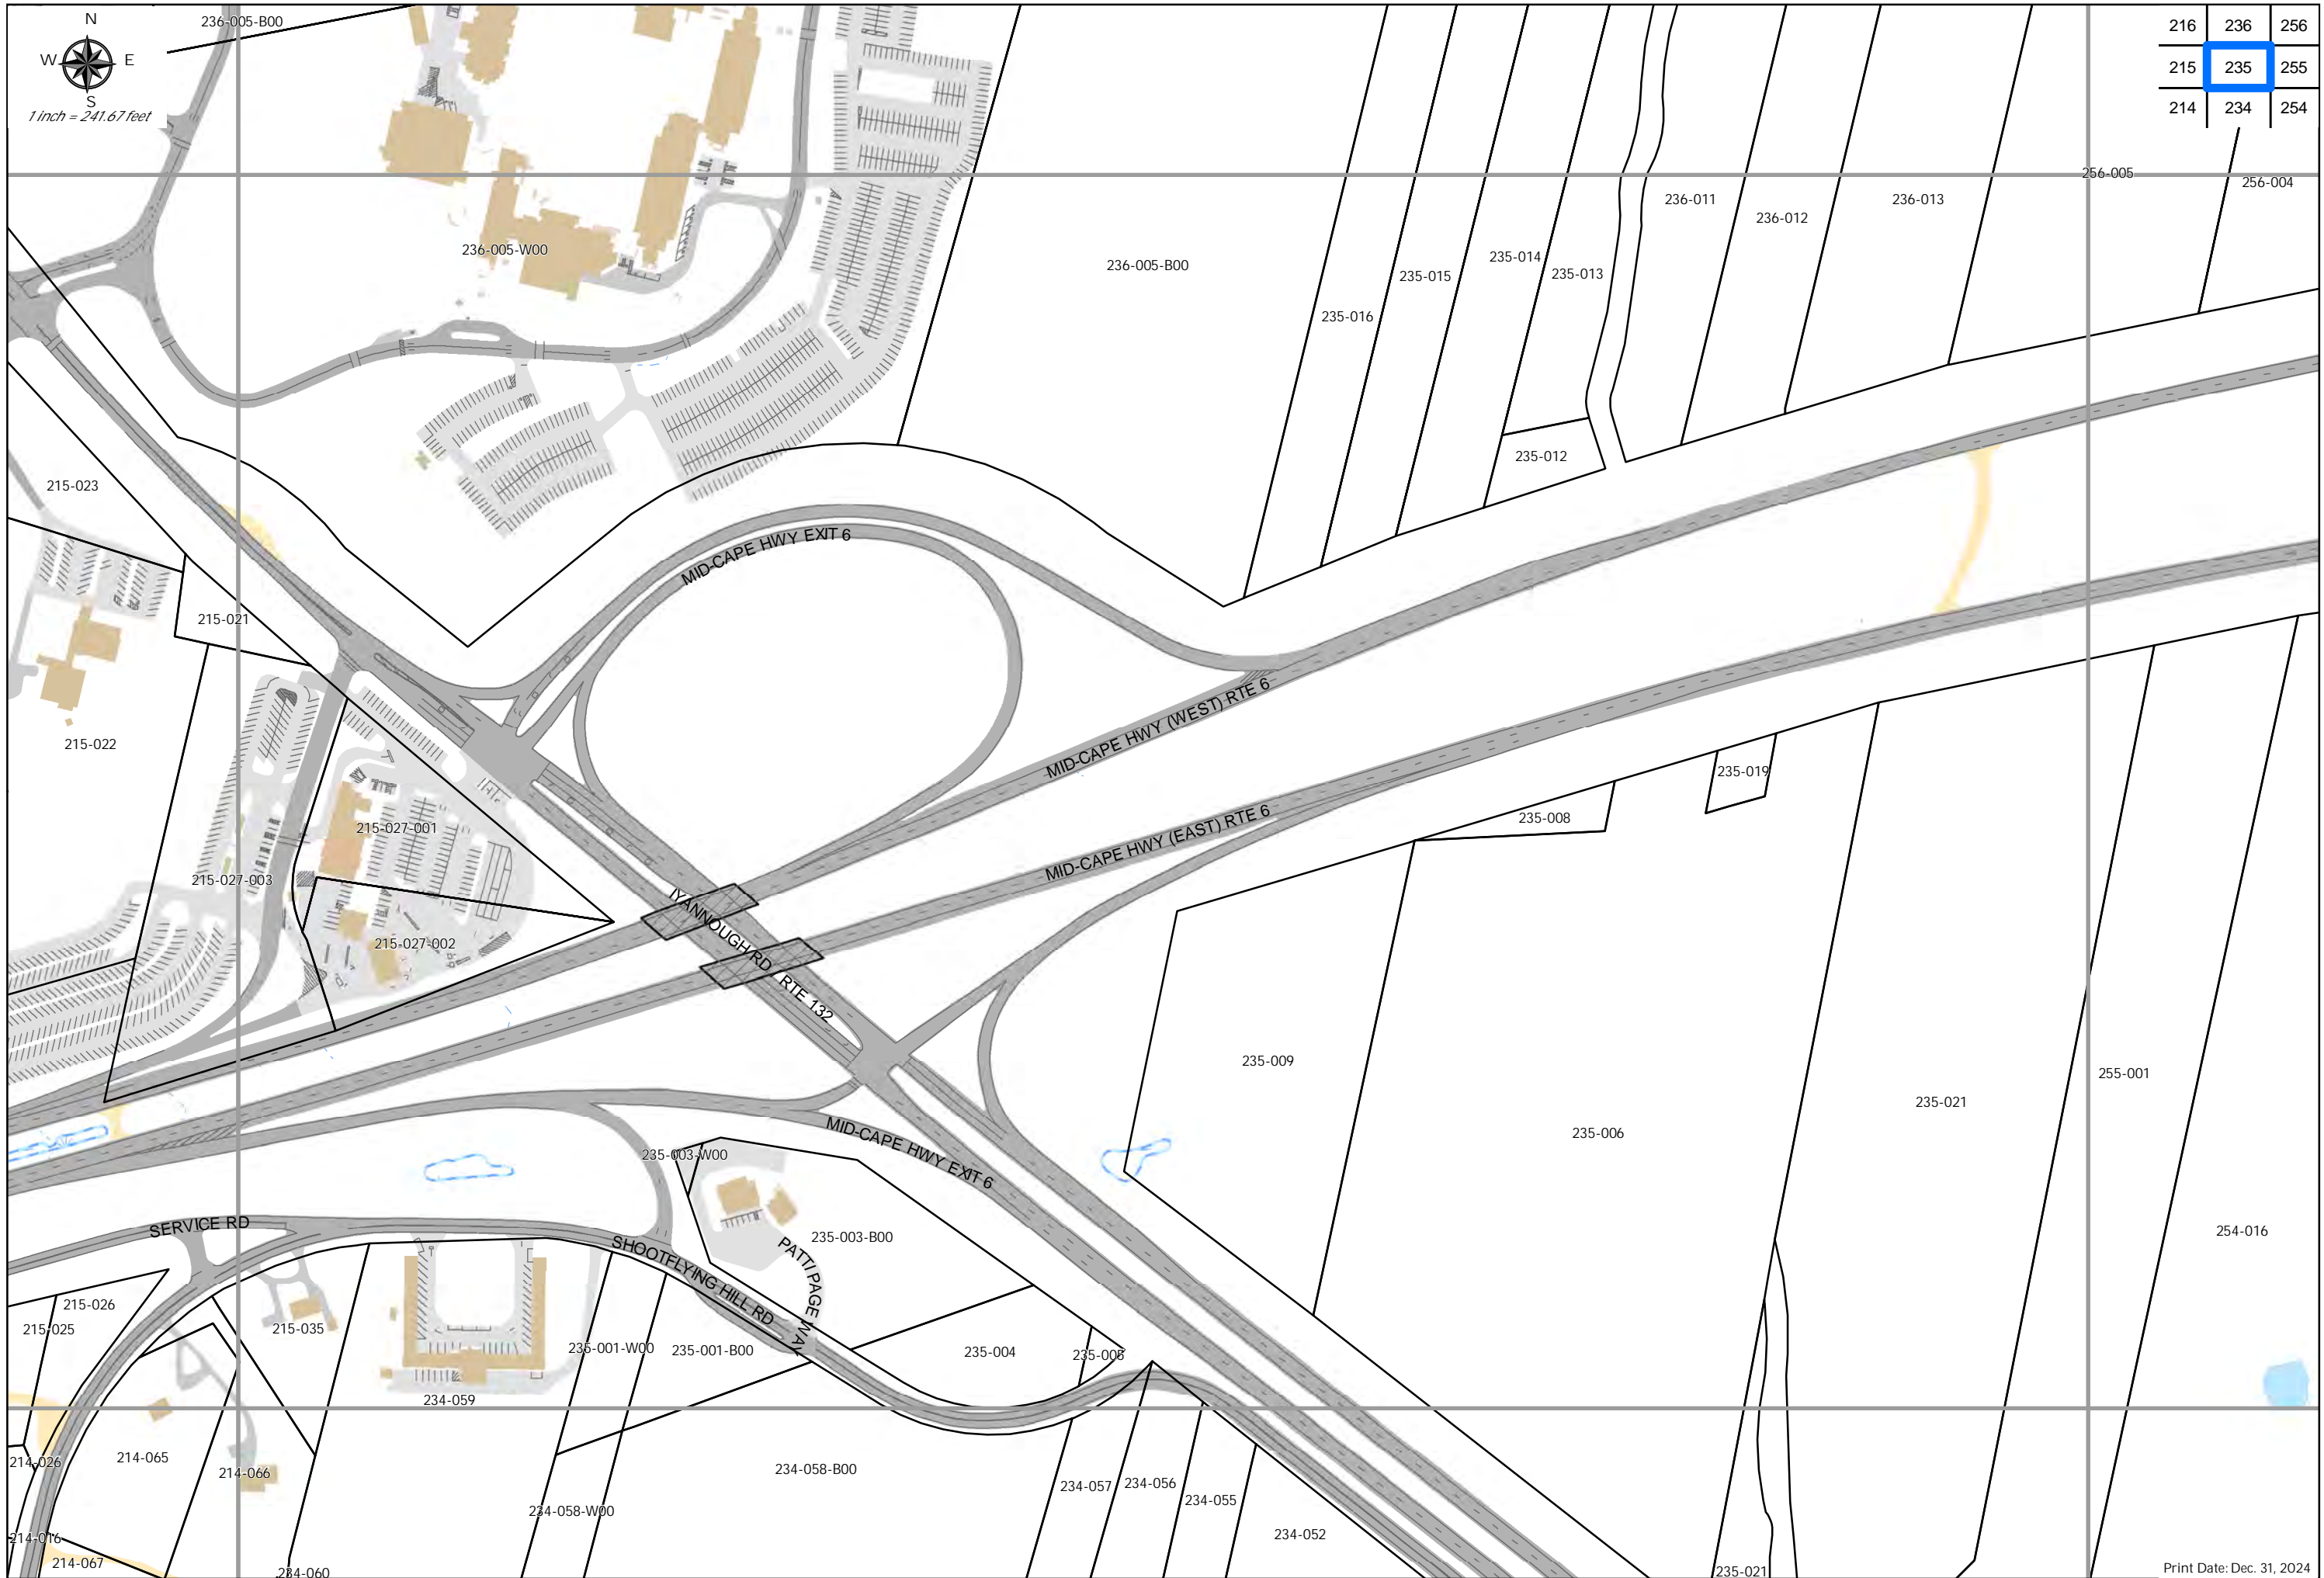 236-005-B00
N
W E
S
1 inch = 241.67 feet
216 236 256
215 235 255
214 234 254
256-005
256-004
236-011
236-012
236-013
236-005-W00
236-005-B00
235-016
235-015
235-014
235-013
235-012
215-023
MID-CAPE HWY EXIT 6
215-021
215-022
MID-CAPE HWY (WEST) RTE 6
235-019
235-008
MID-CAPE HWY (EAST) RTE 6
215-027-001
215-027-003
215-027-002
IYANNOUGH RD / RTE 132
235-009
255-001
235-021
235-006
MID-CAPE HWY EXIT 6
235-003-W00
235-003-B00
254-016
SERVICE RD
SHOOTFLYING HILL RD
PATTI PAGE WAY
215-026
215-025
215-035
235-001-W00
235-001-B00
235-004
235-005
234-059
214-026
214-065
214-066
234-058-B00
234-058-W00
234-057
234-056
234-055
234-052
214-016
214-067
234-060
235-021
Print Date: Dec. 31, 2024